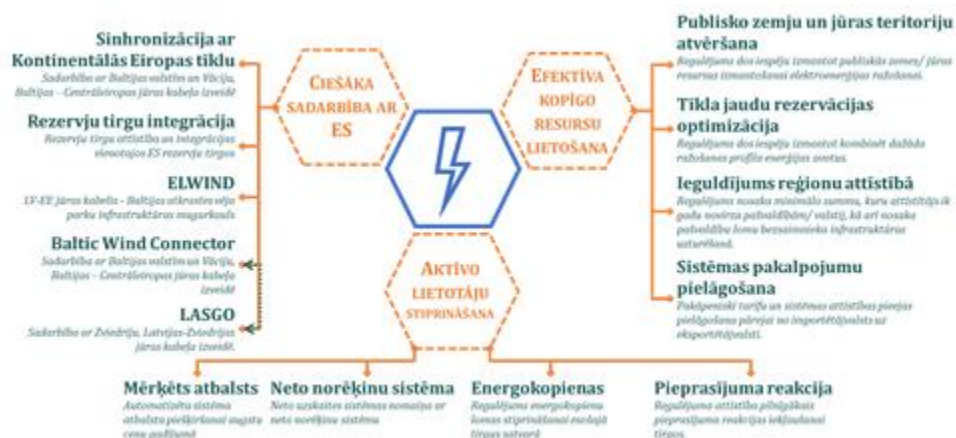 Sinhronizācija ar
Kontinentālās Eiropas tīklu
Sadarbība ar Baltijas valstīm un Vāciju,
Baltijas - Centrāleiropas jūras kabeļa izveidē
Rezervju tirgu integrācija
Rezervju tirgu attīstība un integrācijas
vienotajos ES rezervju tirgos
ELWIND
LV-EE jūras kabelis - Baltijas atkrastes vēja
parku infrastruktūras mugurkauls
Baltic Wind Connector
Sadarbība ar Baltijas valstīm un Vāciju,
Baltijas - Centrāleiropas jūras kabeļa
izveidē
LASGO
Sadarbība ar Zviedriju, Latvijas-Zviedrijas
jūras kabeļa izveidē.
CIEŠĀKA
SADARBĪBA AR
ES
EFEKTĪVA
KOPĪGO
RESURSU
LIETOŠANA
AKTĪVO
LIETOTĀJU
STIPRINĀŠANA
Publisko zemju un jūras teritoriju
atvēršana
Regulējums dos iespēju izmantot publiskās zemes/ jūras
resursus izmantošanai elektroenerģijas ražošanai.
Tīkla jaudu rezervācijas
optimizācija
Regulējums dos iespēju izmantot kombinēt dažāda
ražošanas profila enerģijas avotus.
Ieguldījums reģionu attīstībā
Regulējums nosaka minimālo summu, kuru attīstītājs ik
gadu novirza pašvaldībām/ valstij, kā arī nosaka
pašvaldību lomu bezsaimnieka infrastruktūras
uzturēšanā.
Sistēmas pakalpojumu
pielāgošana
Pakāpeniski tarifu un sistēmas attīstības pieejas
pielāgošana pārejai no importētājvalsts uz
eksportētājvalsti.
Mērķēts atbalsts
Automatizēta sistēma
atbalsta piešķiršanai augstu
cenu gadījumā
Neto norēķinu sistēma
Neto uzskaites sistēmas nomaiņa ar
neto norēķinu sistēmu
Energokopienas
Regulējums energokopienu
lomas stiprināšanai esošajā
tirgus satvarā
Pieprasījuma reakcija
Regulējuma attīstība pilnīgākais
pieprasījuma reakcijas iekļaušanai
tirgos.